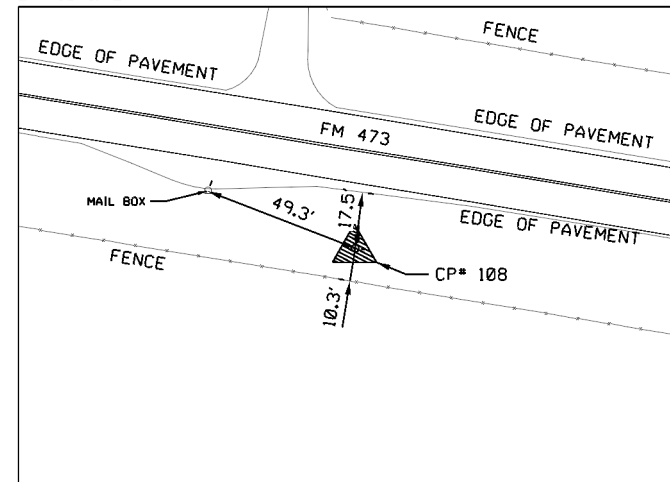 FENCE
EDGE OF PAVEMENT
EDGE OF PAVEMENT
FM 473
MAIL BOX
49.3'
17.5'
EDGE OF PAVEMENT
FENCE
CP# 108
10.3'